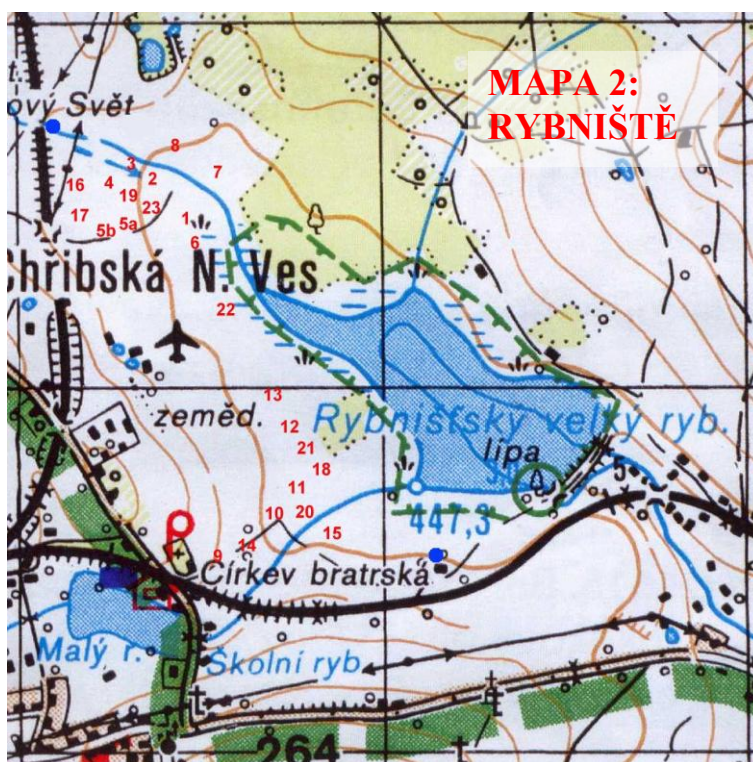 MAPA 2:
RYBNIŠTĚ
ový Svět
8
3
7
16
4
2
19
17
23
5a
1
5b
6
Chřibská N. Ves
22
13
zeměd.
12
Rybništský velký ryb.
21
lípa
18
5
11
10
20
447,3
15
14
9
Církev bratrská
Malý r.
Školní ryb.
264